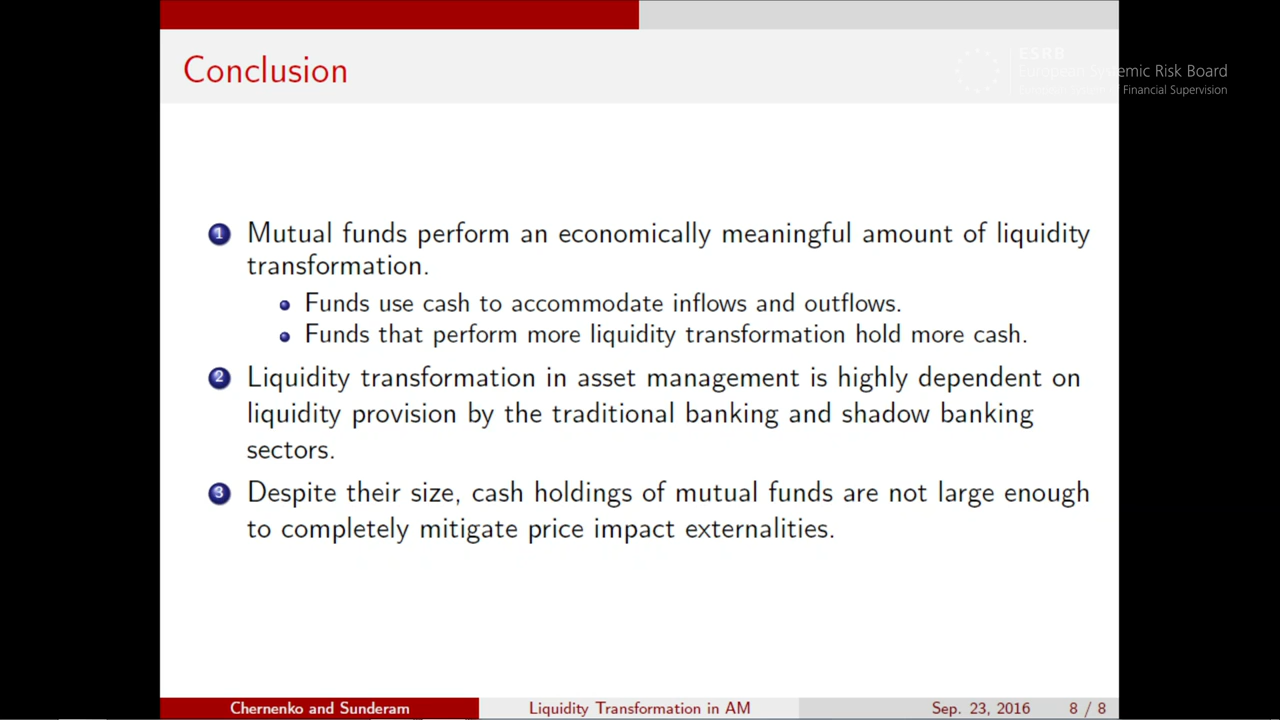 Conclusion
ESRB
European Systemic Risk Board
Financial Supervision
1 Mutual funds perform an economically meaningful amount of liquidity
transformation.
Funds use cash to accommodate inflows and outflows.
Funds that perform more liquidity transformation hold more cash.
2 Liquidity transformation in asset management is highly dependent on
liquidity provision by the traditional banking and shadow banking
sectors.
3 Despite their size, cash holdings of mutual funds are not large enough
to completely mitigate price impact externalities.
Chernenko and Sunderam
Liquidity Transformation in AM
Sep. 23, 2016
8 / 8